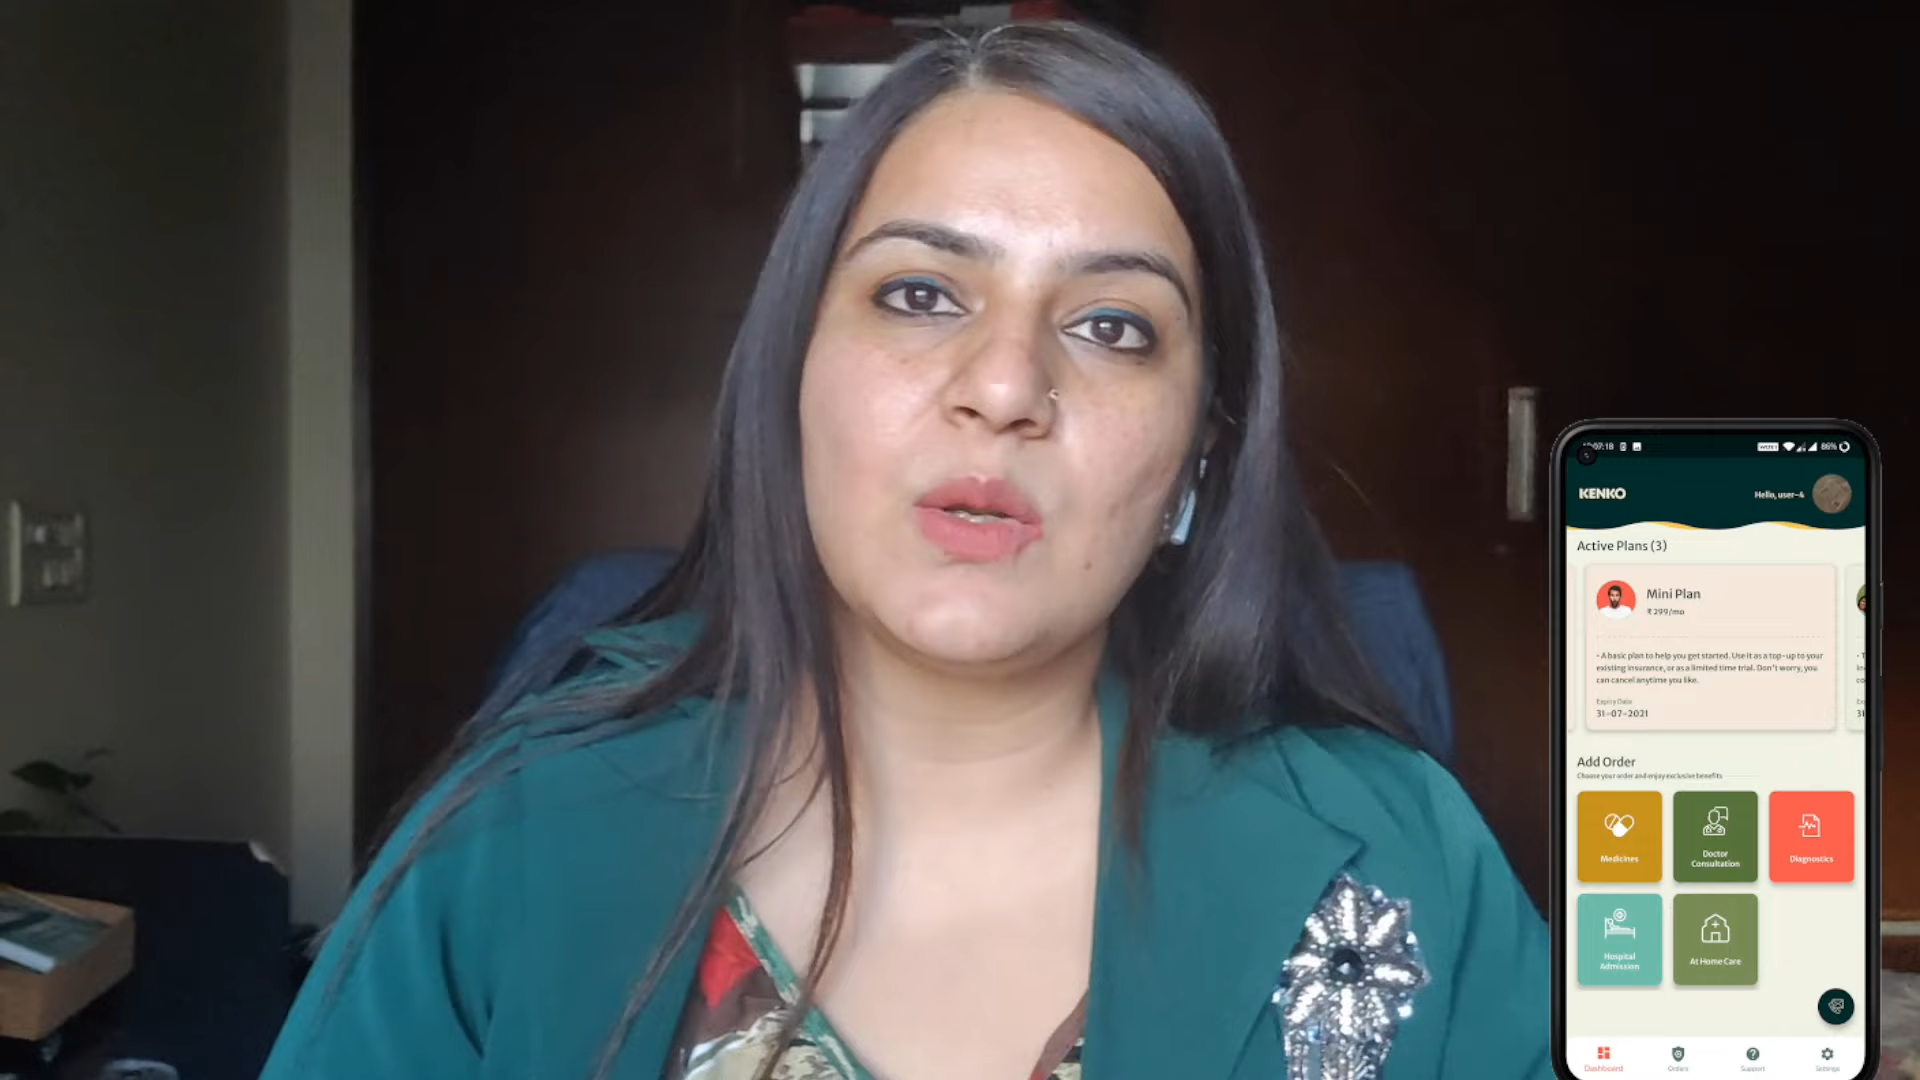 07:18
86%
KENKO
Hello, user-4
Active Plans (3)
Mini Plan
₹ 299/mo
- A basic plan to help you get started. Use it as a top-up to your
existing insurance, or as a limited time trial. Don't worry, you
can cancel anytime you like.
Expiry Date
31-07-2021
Add Order
Choose your order and enjoy exclusive benefits
Medicines
Doctor
Consultation
Diagnostics
Hospital
Admission
At Home Care
Dashboard
Orders
Support
Settings